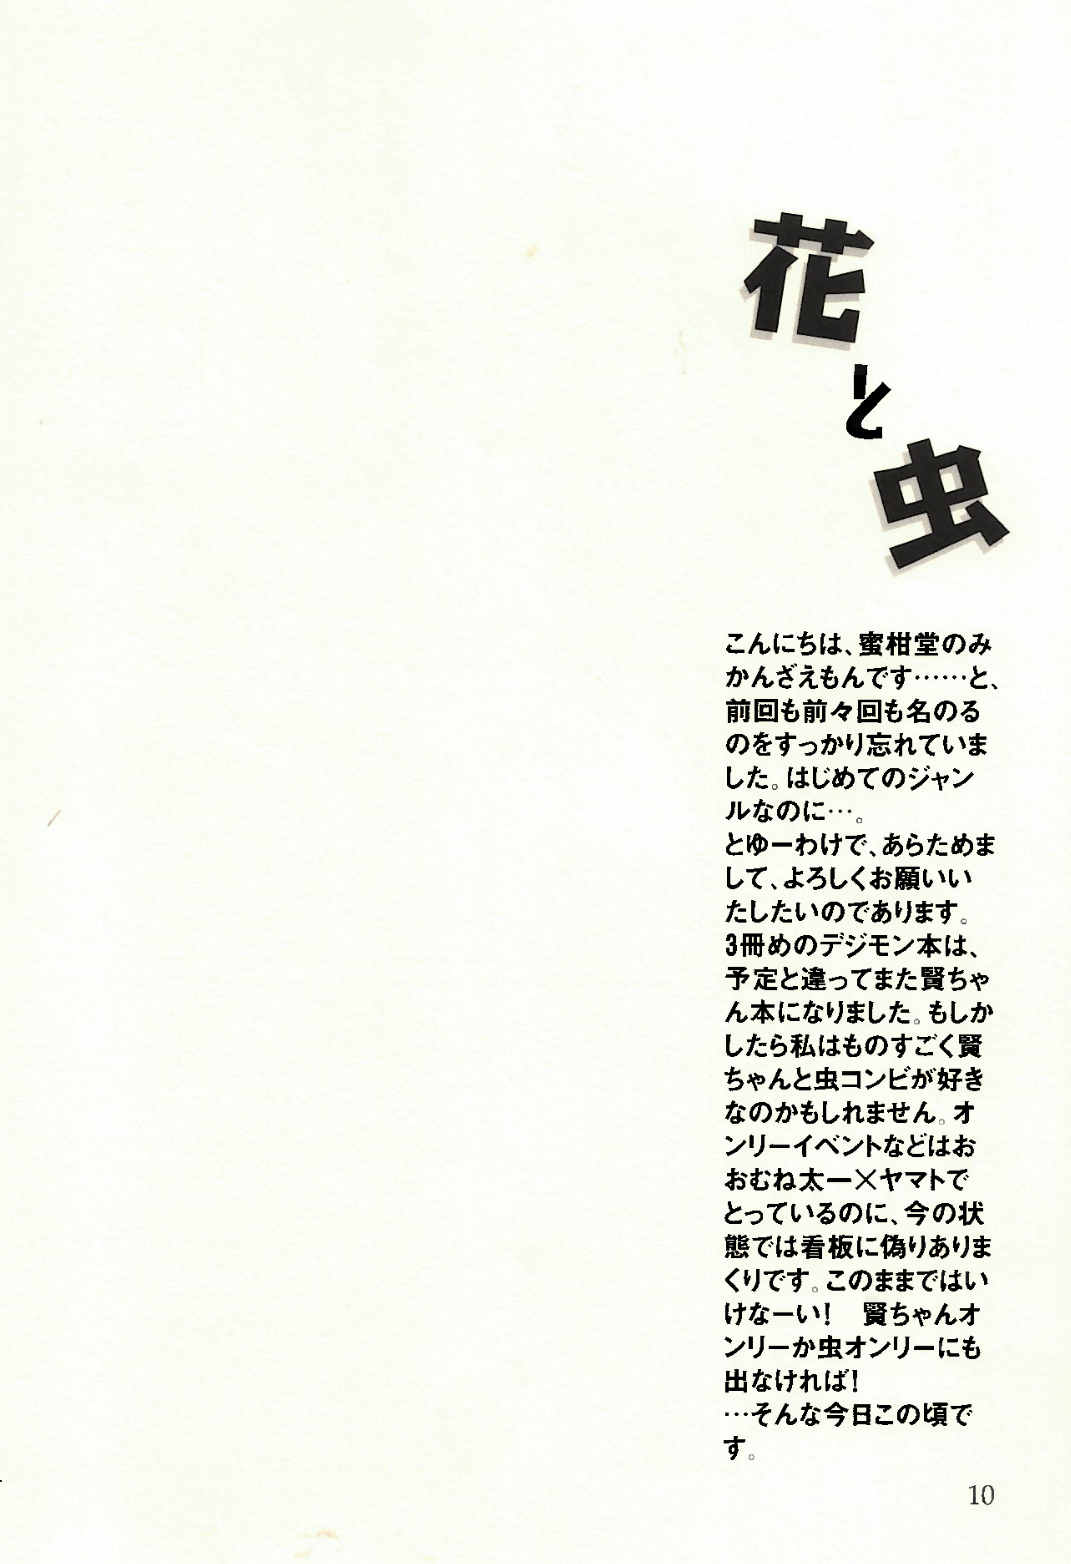 花
と
虫
こんにちは、蜜柑堂のみ
かんざえもんです……と、
前回も前々回も名のる
のをすっかり忘れていま
した。はじめてのジャン
ルなのに…。
とゆーわけで、あらためま
して、よろしくお願いい
たしたいのであります。
3冊めのデジモン本は、
予定と違ってまた賢ちゃ
ん本になりました。もしか
したら私はものすごく賢
ちゃんと虫コンビが好き
なのかもしれません。オ
ンリーイベントなどはお
おむね太一×ヤマトで
とっているのに、今の状
態では看板に偽りありま
くりです。このままではい
けなーい！　賢ちゃんオ
ンリーか虫オンリーにも
出なければ！
…そんな今日この頃で
す。
10